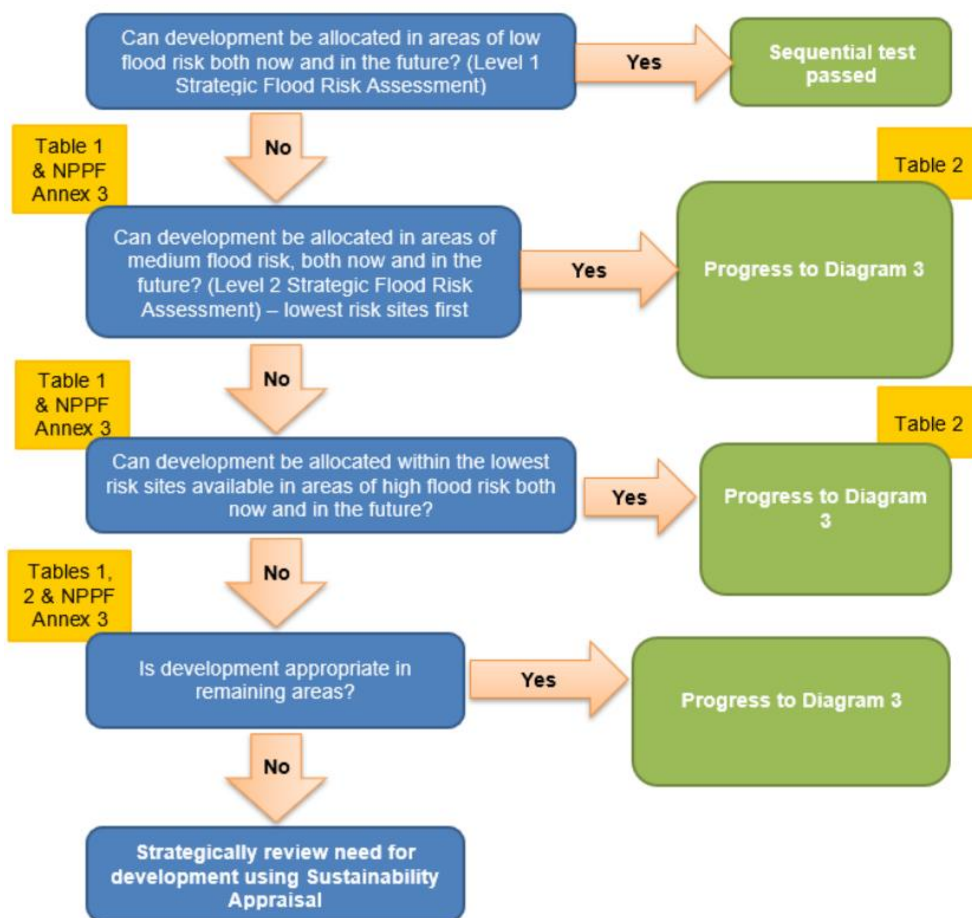 Can development be allocated in areas of low
flood risk both now and in the future? (Level 1
Strategic Flood Risk Assessment)
Yes
Sequential test
passed
No
Table 1
& NPPF
Annex 3
Table 2
Can development be allocated in areas of
medium flood risk, both now and in the
future? (Level 2 Strategic Flood Risk
Assessment) – lowest risk sites first
Yes
Progress to Diagram 3
No
Table 1
& NPPF
Annex 3
Table 2
Can development be allocated within the lowest
risk sites available in areas of high flood risk both
now and in the future?
Yes
Progress to Diagram
3
No
Tables 1,
2 & NPPF
Annex 3
Is development appropriate in
remaining areas?
Yes
Progress to Diagram 3
No
Strategically review need for
development using Sustainability
Appraisal